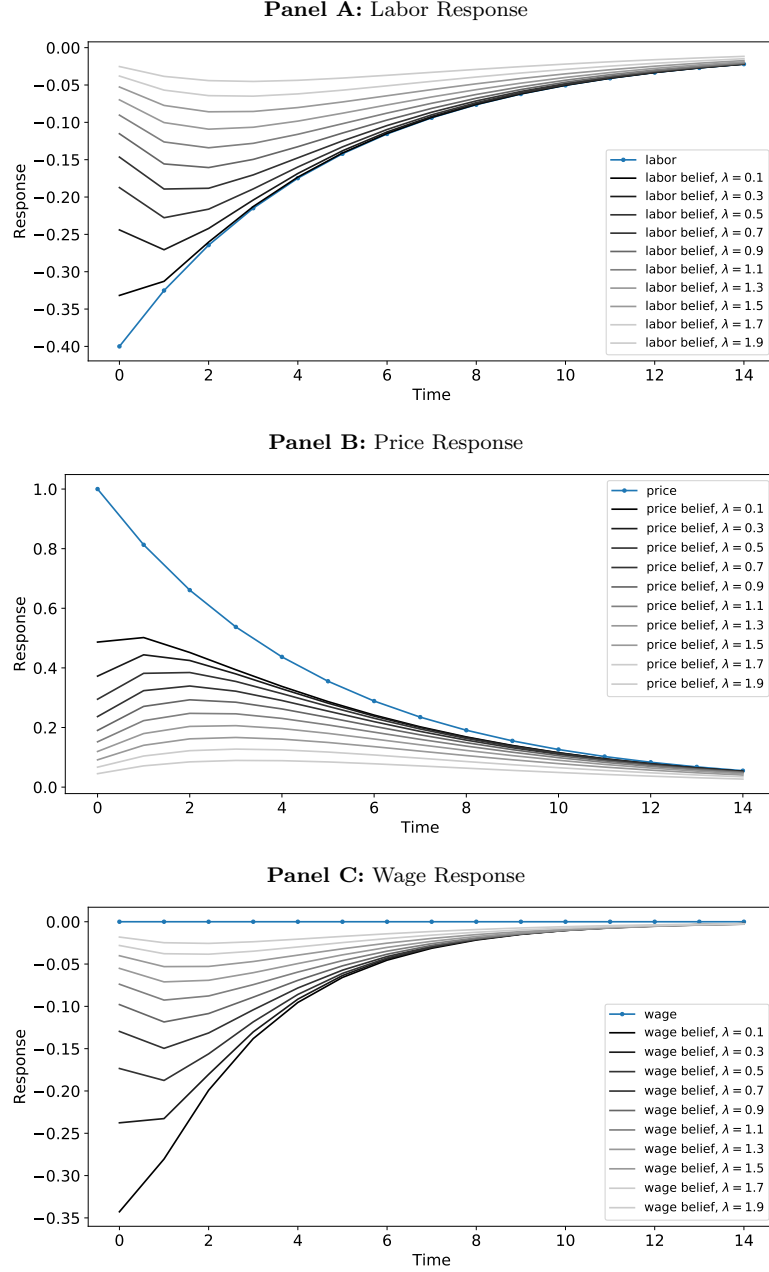 Panel A: Labor Response
0.00
−0.05
−0.10
−0.15
−0.20
−0.25
−0.30
−0.35
−0.40
Response
labor
labor belief, λ = 0.1
labor belief, λ = 0.3
labor belief, λ = 0.5
labor belief, λ = 0.7
labor belief, λ = 0.9
labor belief, λ = 1.1
labor belief, λ = 1.3
labor belief, λ = 1.5
labor belief, λ = 1.7
labor belief, λ = 1.9
0 2 4 6 8 10 12 14
Time
Panel B: Price Response
1.0
0.8
0.6
0.4
0.2
0.0
Response
price
price belief, λ = 0.1
price belief, λ = 0.3
price belief, λ = 0.5
price belief, λ = 0.7
price belief, λ = 0.9
price belief, λ = 1.1
price belief, λ = 1.3
price belief, λ = 1.5
price belief, λ = 1.7
price belief, λ = 1.9
0 2 4 6 8 10 12 14
Time
Panel C: Wage Response
0.00
−0.05
−0.10
−0.15
−0.20
−0.25
−0.30
−0.35
Response
wage
wage belief, λ = 0.1
wage belief, λ = 0.3
wage belief, λ = 0.5
wage belief, λ = 0.7
wage belief, λ = 0.9
wage belief, λ = 1.1
wage belief, λ = 1.3
wage belief, λ = 1.5
wage belief, λ = 1.7
wage belief, λ = 1.9
0 2 4 6 8 10 12 14
Time